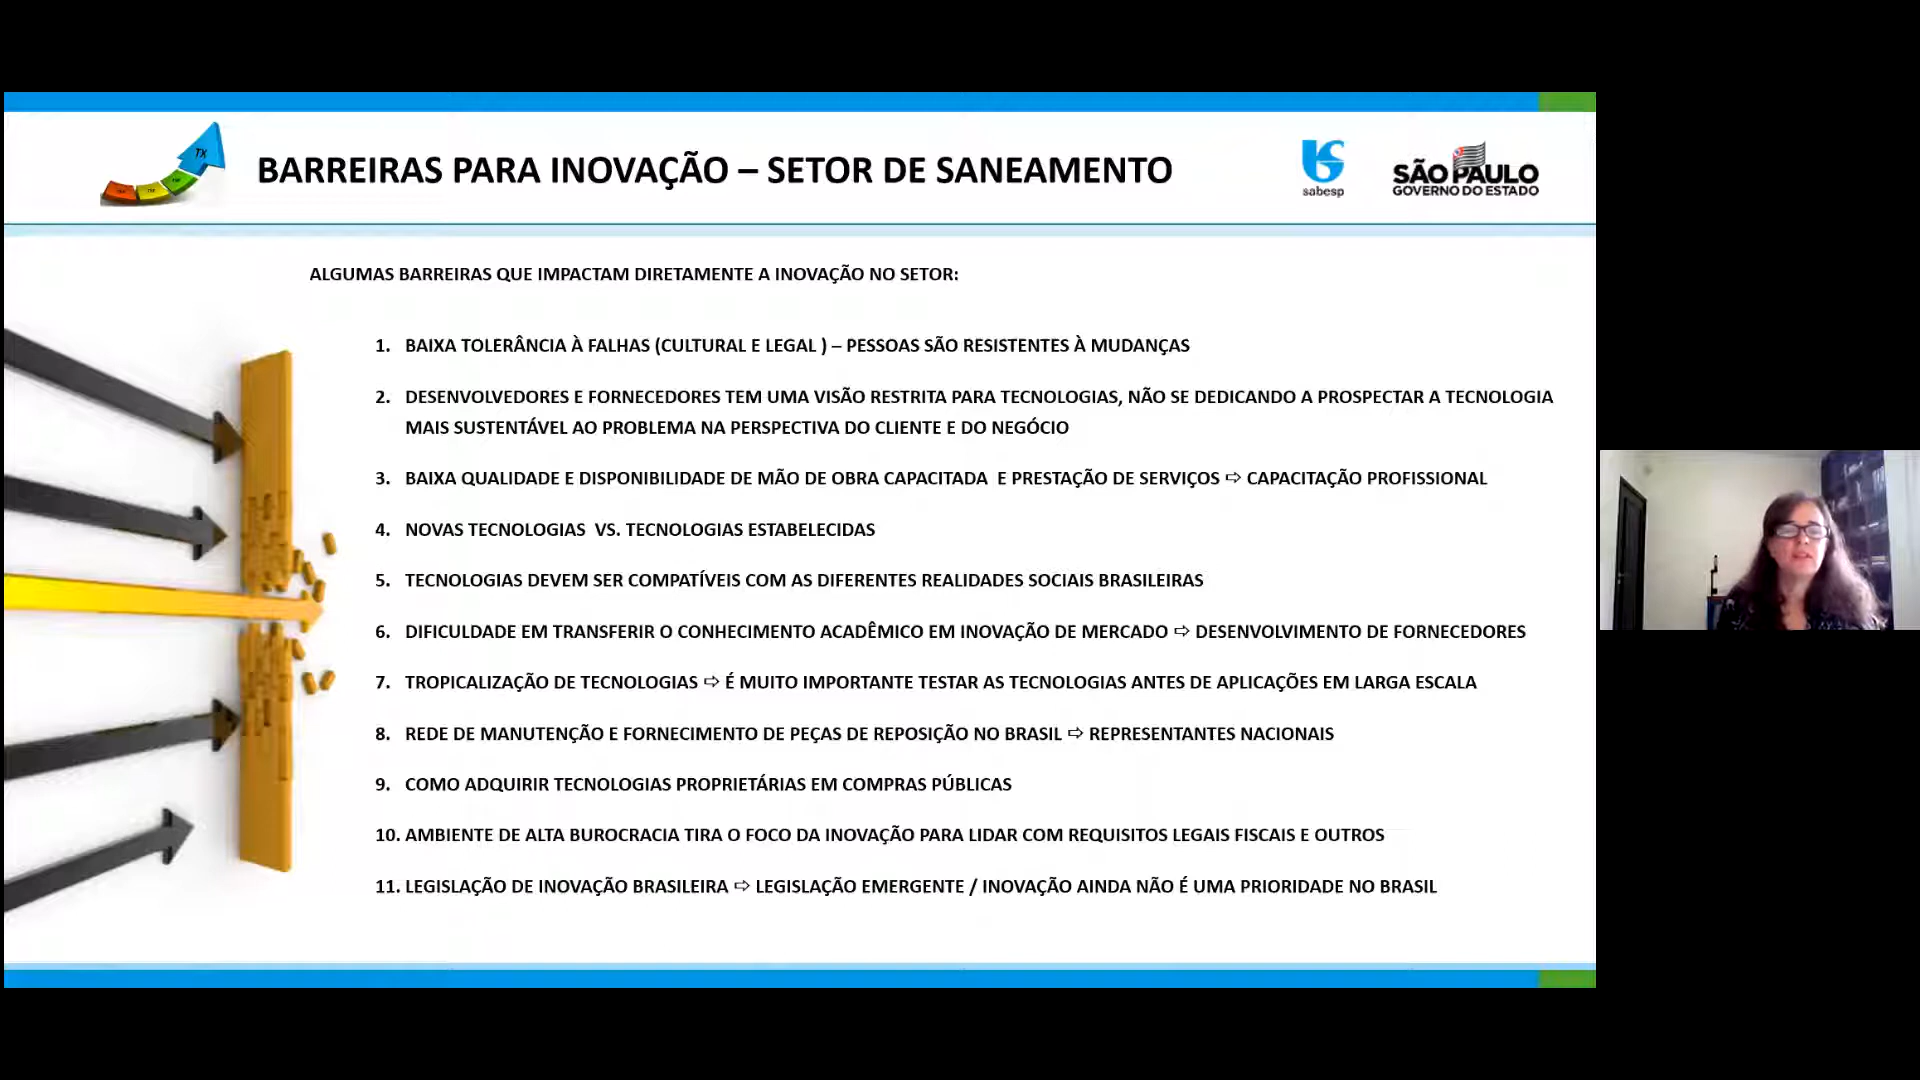 TX
BARREIRAS PARA INOVAÇÃO – SETOR DE SANEAMENTO
sabesp
SÃO PAULO
GOVERNO DO ESTADO
ALGUMAS BARREIRAS QUE IMPACTAM DIRETAMENTE A INOVAÇÃO NO SETOR:
1. BAIXA TOLERÂNCIA À FALHAS (CULTURAL E LEGAL ) – PESSOAS SÃO RESISTENTES À MUDANÇAS
2. DESENVOLVEDORES E FORNECEDORES TEM UMA VISÃO RESTRITA PARA TECNOLOGIAS, NÃO SE DEDICANDO A PROSPECTAR A TECNOLOGIA
MAIS SUSTENTÁVEL AO PROBLEMA NA PERSPECTIVA DO CLIENTE E DO NEGÓCIO
3. BAIXA QUALIDADE E DISPONIBILIDADE DE MÃO DE OBRA CAPACITADA E PRESTAÇÃO DE SERVIÇOS ⇨ CAPACITAÇÃO PROFISSIONAL
4. NOVAS TECNOLOGIAS VS. TECNOLOGIAS ESTABELECIDAS
5. TECNOLOGIAS DEVEM SER COMPATÍVEIS COM AS DIFERENTES REALIDADES SOCIAIS BRASILEIRAS
6. DIFICULDADE EM TRANSFERIR O CONHECIMENTO ACADÊMICO EM INOVAÇÃO DE MERCADO ⇨ DESENVOLVIMENTO DE FORNECEDORES
7. TROPICALIZAÇÃO DE TECNOLOGIAS ⇨ É MUITO IMPORTANTE TESTAR AS TECNOLOGIAS ANTES DE APLICAÇÕES EM LARGA ESCALA
8. REDE DE MANUTENÇÃO E FORNECIMENTO DE PEÇAS DE REPOSIÇÃO NO BRASIL ⇨ REPRESENTANTES NACIONAIS
9. COMO ADQUIRIR TECNOLOGIAS PROPRIETÁRIAS EM COMPRAS PÚBLICAS
10. AMBIENTE DE ALTA BUROCRACIA TIRA O FOCO DA INOVAÇÃO PARA LIDAR COM REQUISITOS LEGAIS FISCAIS E OUTROS
11. LEGISLAÇÃO DE INOVAÇÃO BRASILEIRA ⇨ LEGISLAÇÃO EMERGENTE / INOVAÇÃO AINDA NÃO É UMA PRIORIDADE NO BRASIL